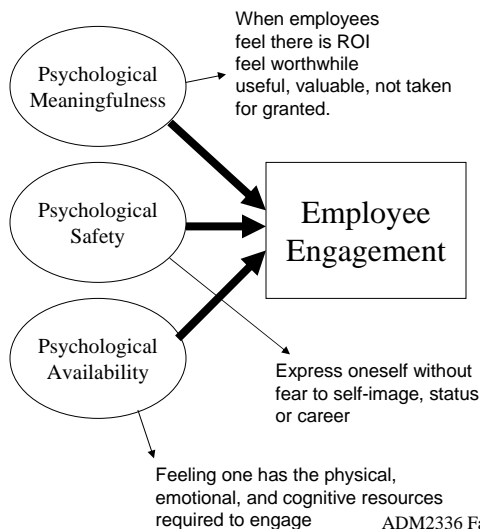 When employees
feel there is ROI
feel worthwhile
useful, valuable, not taken
for granted.
Psychological
Meaningfulness
Psychological
Safety
Employee
Engagement
Psychological
Availability
Express oneself without
fear to self-image, status
or career
Feeling one has the physical,
emotional, and cognitive resources
required to engage
ADM2336